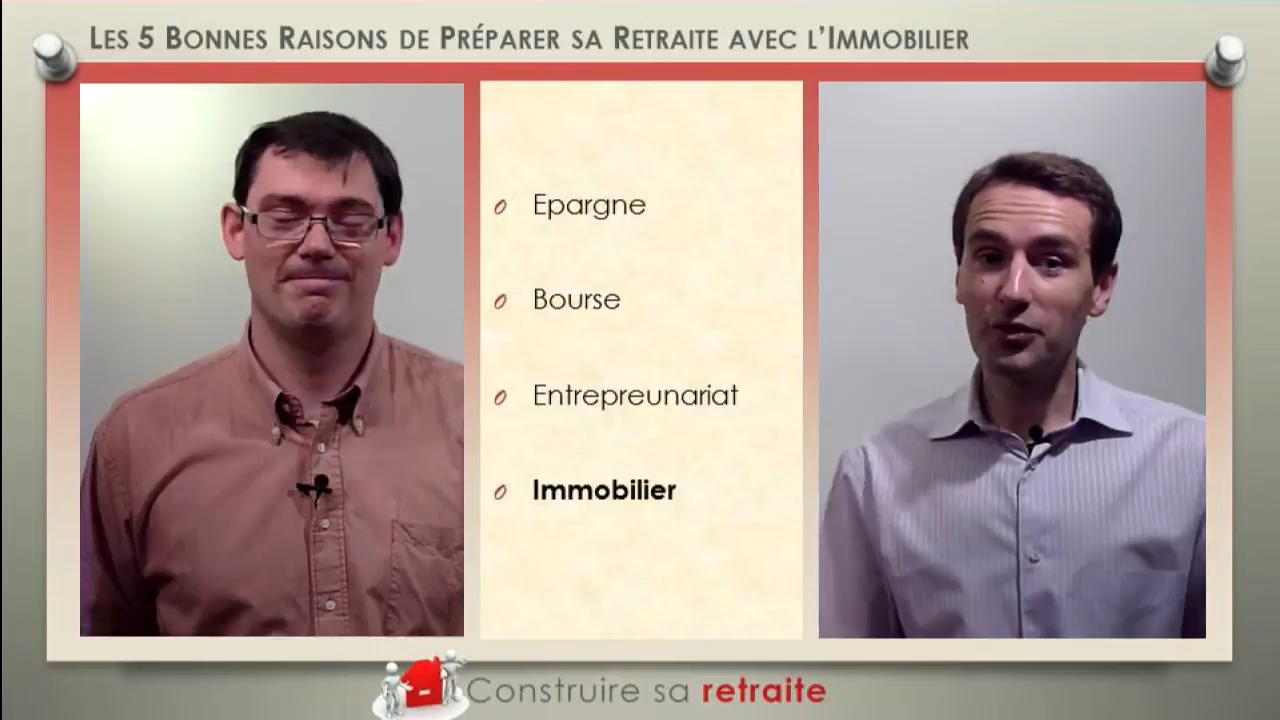 Les 5 Bonnes Raisons de Préparer sa Retraite avec l'Immobilier
Epargne
Bourse
Entrepreunariat
Immobilier
Construire sa retraite